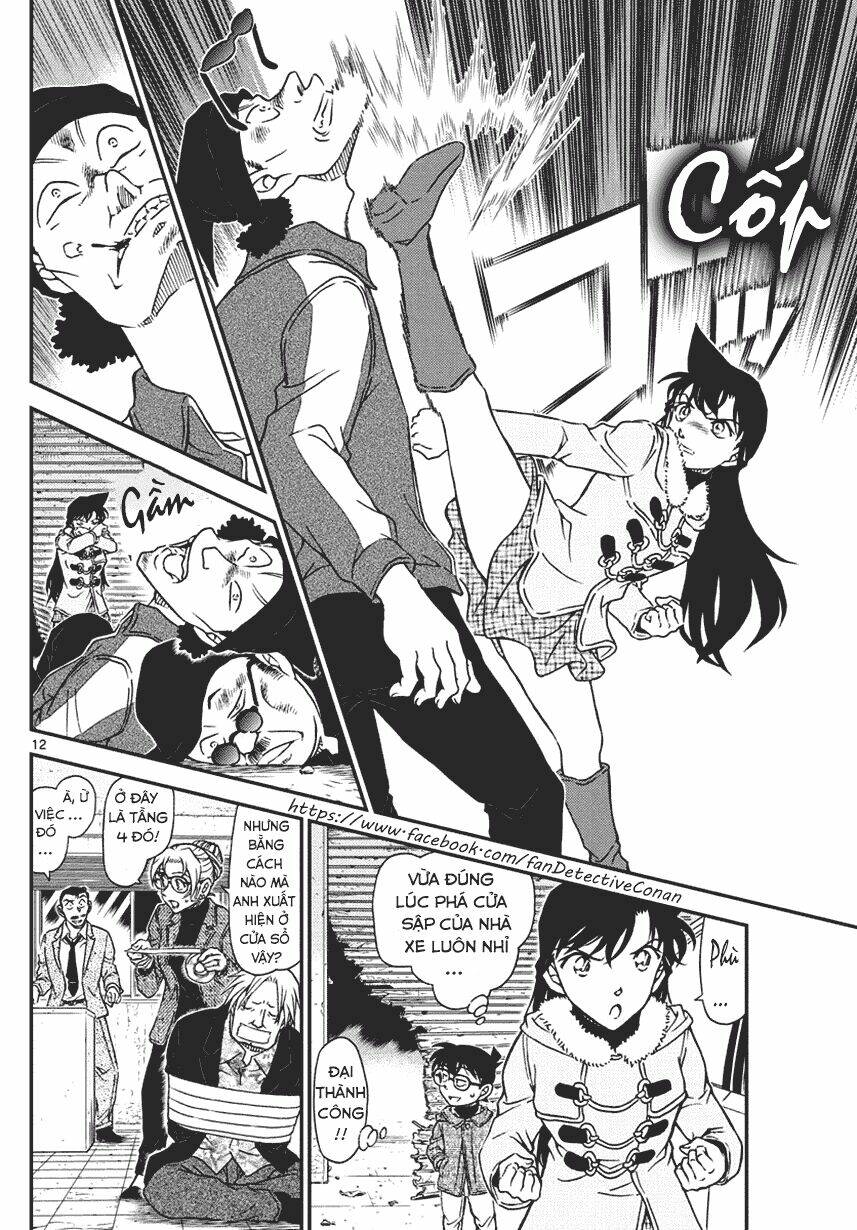 Cốp
Gầm
12
https://www.facebook.com/fanDetectiveConan
À, Ừ
VIỆC ...
ĐÓ
...
Ở ĐÂY
LÀ TẦNG
4 ĐÓ!
NHƯNG
BẰNG
CÁCH
NÀO MÀ
ANH XUẤT
HIỆN Ở
CỬA SỔ
VẬY?
VỪA ĐÚNG
LÚC PHÁ CỬA
SẬP CỦA NHÀ
XE LUÔN NHỈ
...
Phù
...
ĐẠI
THÀNH
CÔNG
!!